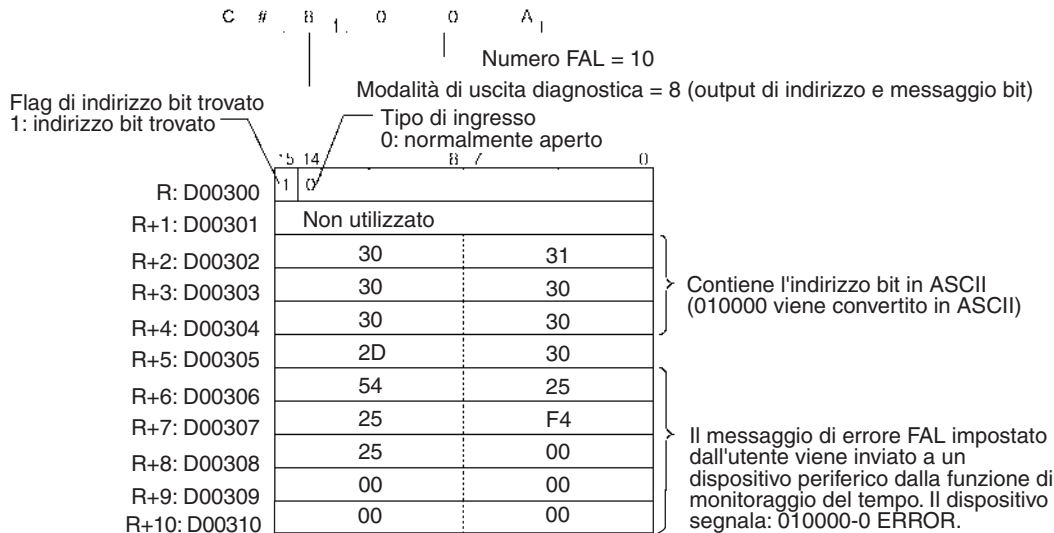 C # 8 0 0 A
Numero FAL = 10
Modalità di uscita diagnostica = 8 (output di indirizzo e messaggio bit)
Flag di indirizzo bit trovato
1: indirizzo bit trovato
Tipo di ingresso
0: normalmente aperto
15 14 8 7 0
R: D00300 1 0
R+1: D00301 Non utilizzato
R+2: D00302 30 31
R+3: D00303 30 30
R+4: D00304 30 30
Contiene l'indirizzo bit in ASCII
(010000 viene convertito in ASCII)
R+5: D00305 2D 30
R+6: D00306 54 25
R+7: D00307 25 F4
R+8: D00308 25 00
R+9: D00309 00 00
R+10: D00310 00 00
Il messaggio di errore FAL impostato
dall'utente viene inviato a un
dispositivo periferico dalla funzione di
monitoraggio del tempo. Il dispositivo
segnala: 010000-0 ERROR.